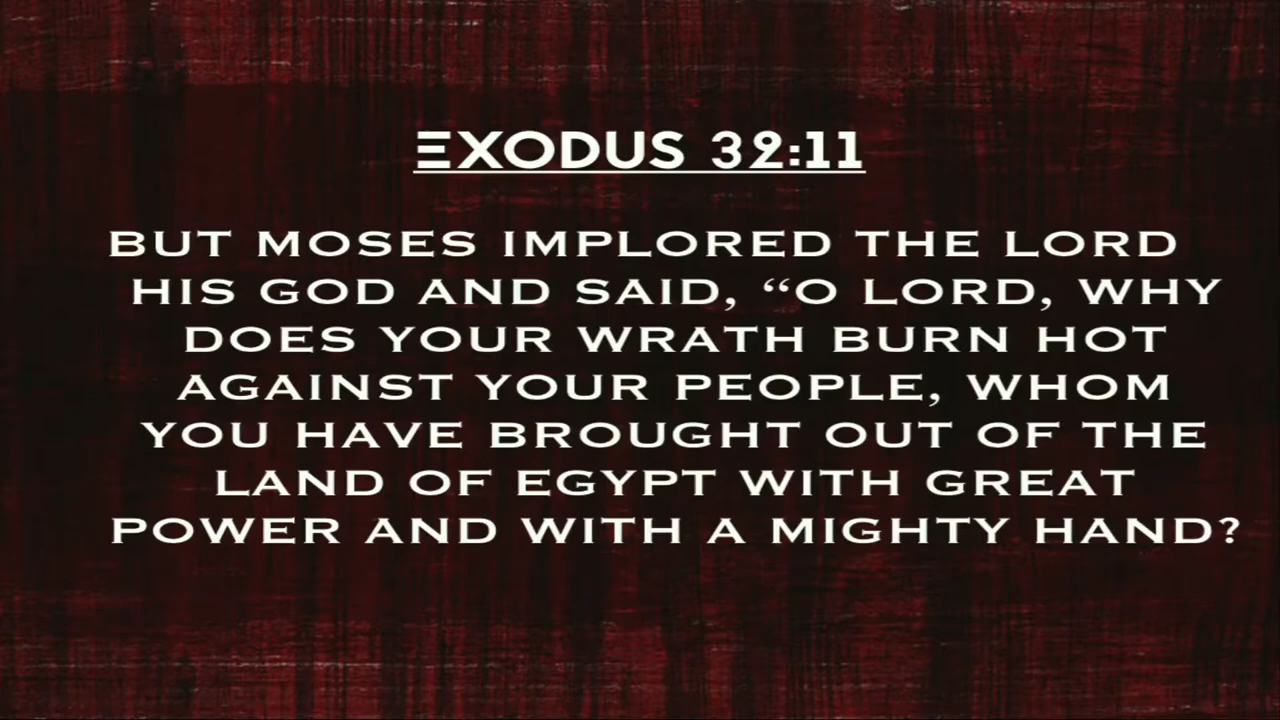 EXODUS 32:11
BUT MOSES IMPLORED THE LORD
HIS GOD AND SAID, “O LORD, WHY
DOES YOUR WRATH BURN HOT
AGAINST YOUR PEOPLE, WHOM
YOU HAVE BROUGHT OUT OF THE
LAND OF EGYPT WITH GREAT
POWER AND WITH A MIGHTY HAND?